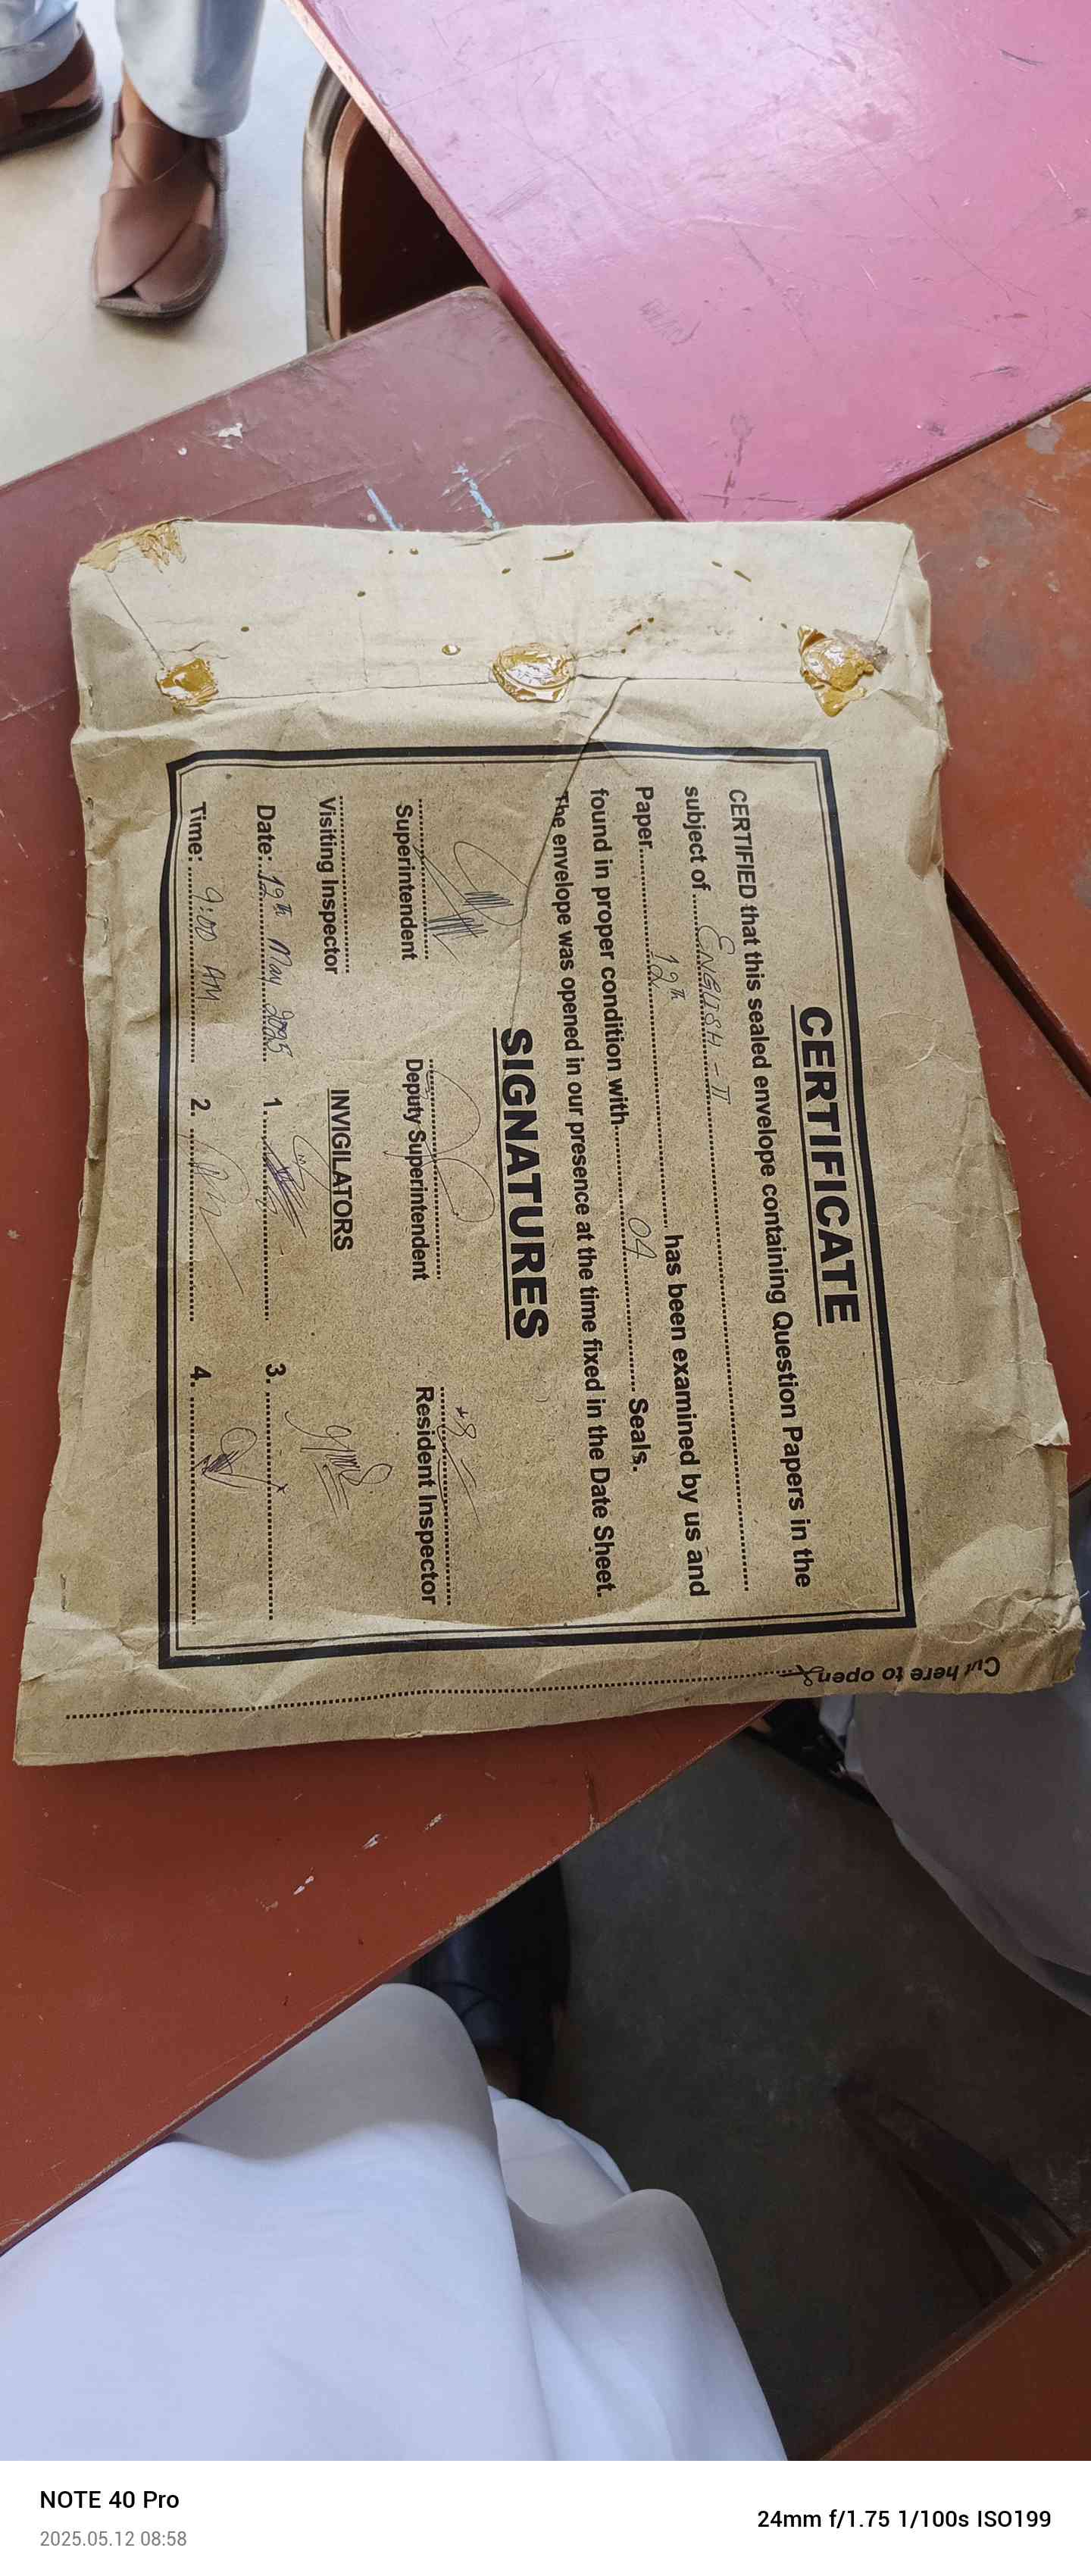 CERTIFICATE
CERTIFIED that this sealed envelope containing Question Papers in the
subject of ENGLISH - II
Paper 12th has been examined by us and
found in proper condition with 04 Seals.
The envelope was opened in our presence at the time fixed in the Date Sheet.
SIGNATURES
Superintendent Deputy Superintendent Resident Inspector
Visiting Inspector INVIGILATORS
Date: 12th May 2025 1. 3.
Time: 9:00 AM 2. 4.
Cut here to open
NOTE 40 Pro
2025.05.12 08:58
24mm f/1.75 1/100s ISO199